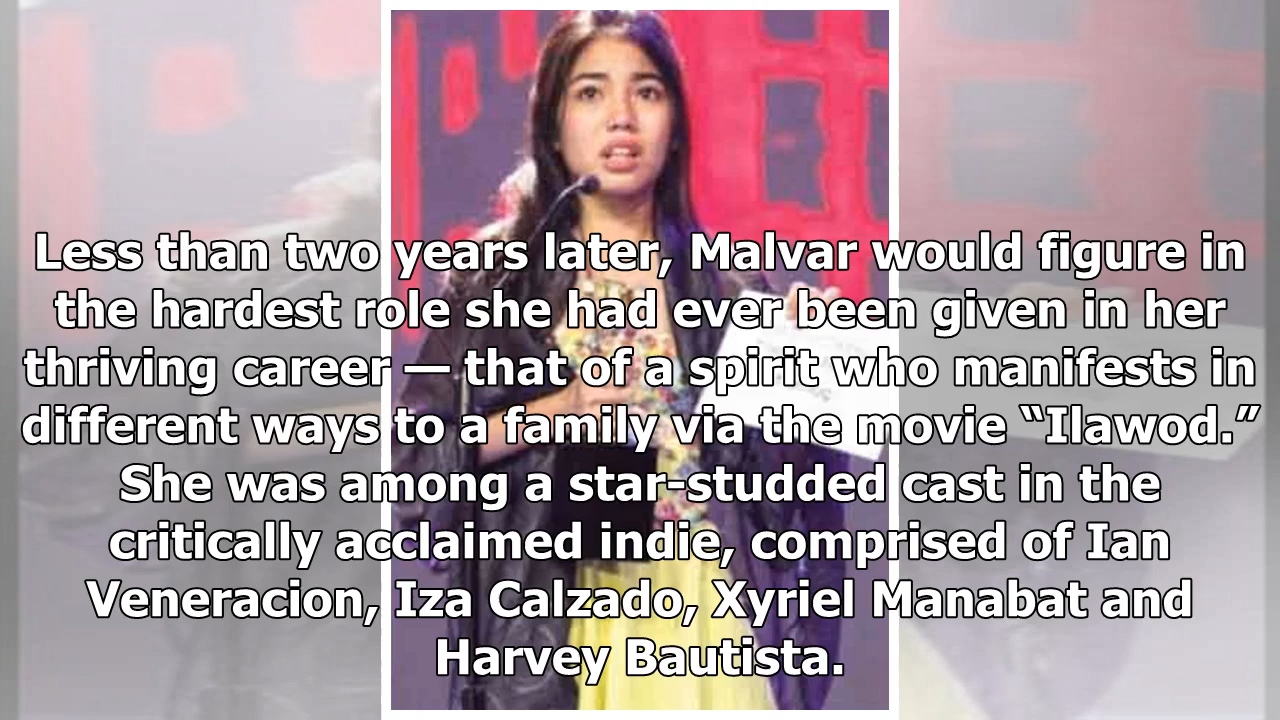 Less than two years later, Malvar would figure in
the hardest role she had ever been given in her
thriving career — that of a spirit who manifests in
different ways to a family via the movie “Ilawod.”
She was among a star-studded cast in the
critically acclaimed indie, comprised of Ian
Veneracion, Iza Calzado, Xyriel Manabat and
Harvey Bautista.